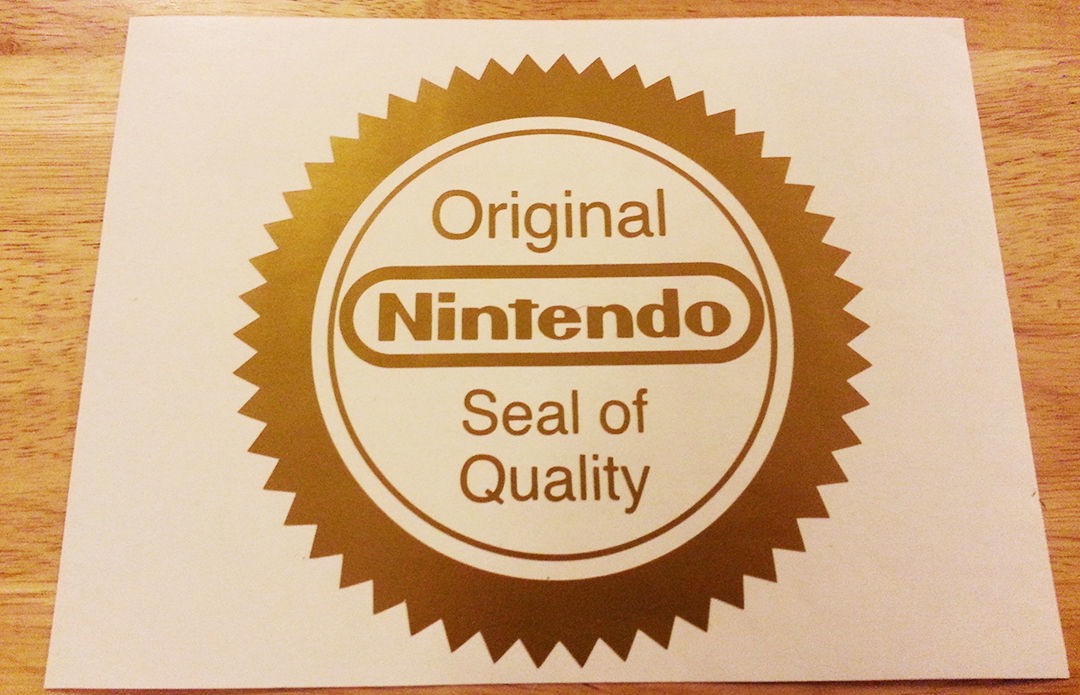 Original
Nintendo
Seal of
Quality